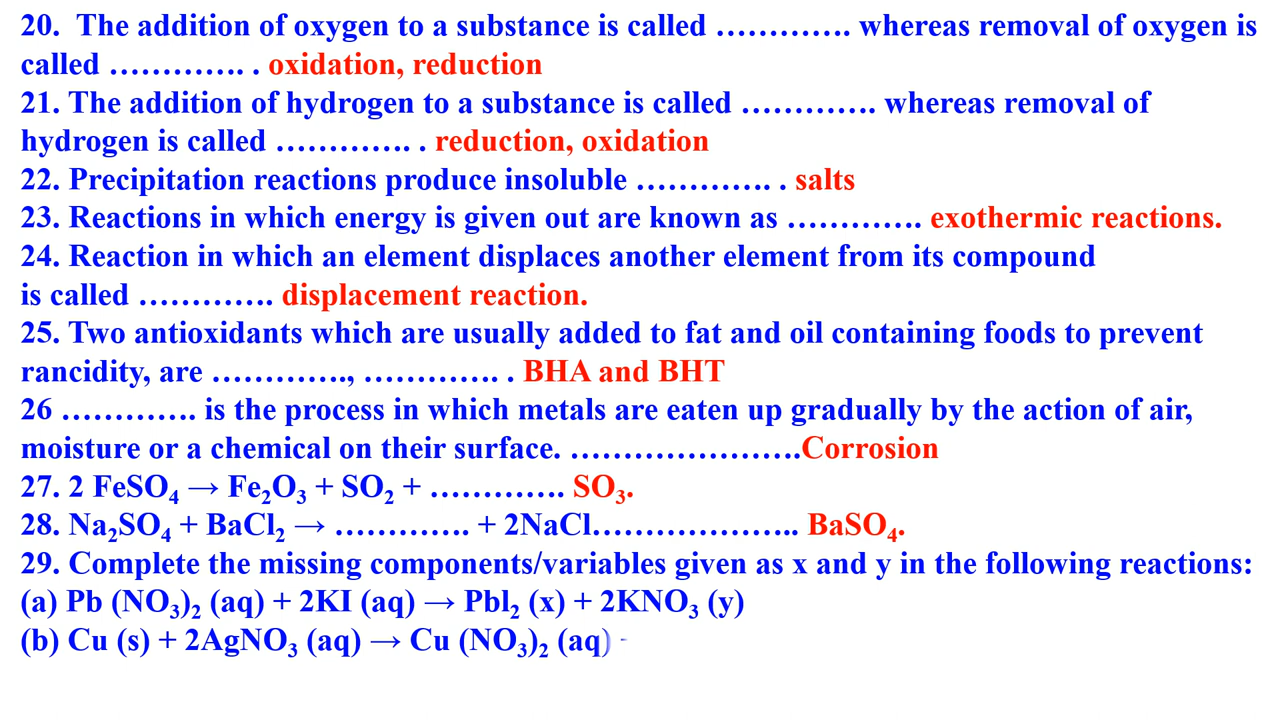 20.  The addition of oxygen to a substance is called …………. whereas removal of oxygen is
called …………. . oxidation, reduction
21. The addition of hydrogen to a substance is called …………. whereas removal of
hydrogen is called …………. . reduction, oxidation
22. Precipitation reactions produce insoluble …………. . salts
23. Reactions in which energy is given out are known as …………. exothermic reactions.
24. Reaction in which an element displaces another element from its compound
is called …………. displacement reaction.
25. Two antioxidants which are usually added to fat and oil containing foods to prevent
rancidity, are …………., …………. . BHA and BHT
26 …………. is the process in which metals are eaten up gradually by the action of air,
moisture or a chemical on their surface. ………………….Corrosion
27. 2 FeSO₄ → Fe₂O₃ + SO₂ + …………. SO₃.
28. Na₂SO₄ + BaCl₂ → …………. + 2NaCl……………….. BaSO₄.
29. Complete the missing components/variables given as x and y in the following reactions:
(a) Pb (NO₃)₂ (aq) + 2KI (aq) → Pbl₂ (x) + 2KNO₃ (y)
(b) Cu (s) + 2AgNO₃ (aq) → Cu (NO₃)₂ (aq)